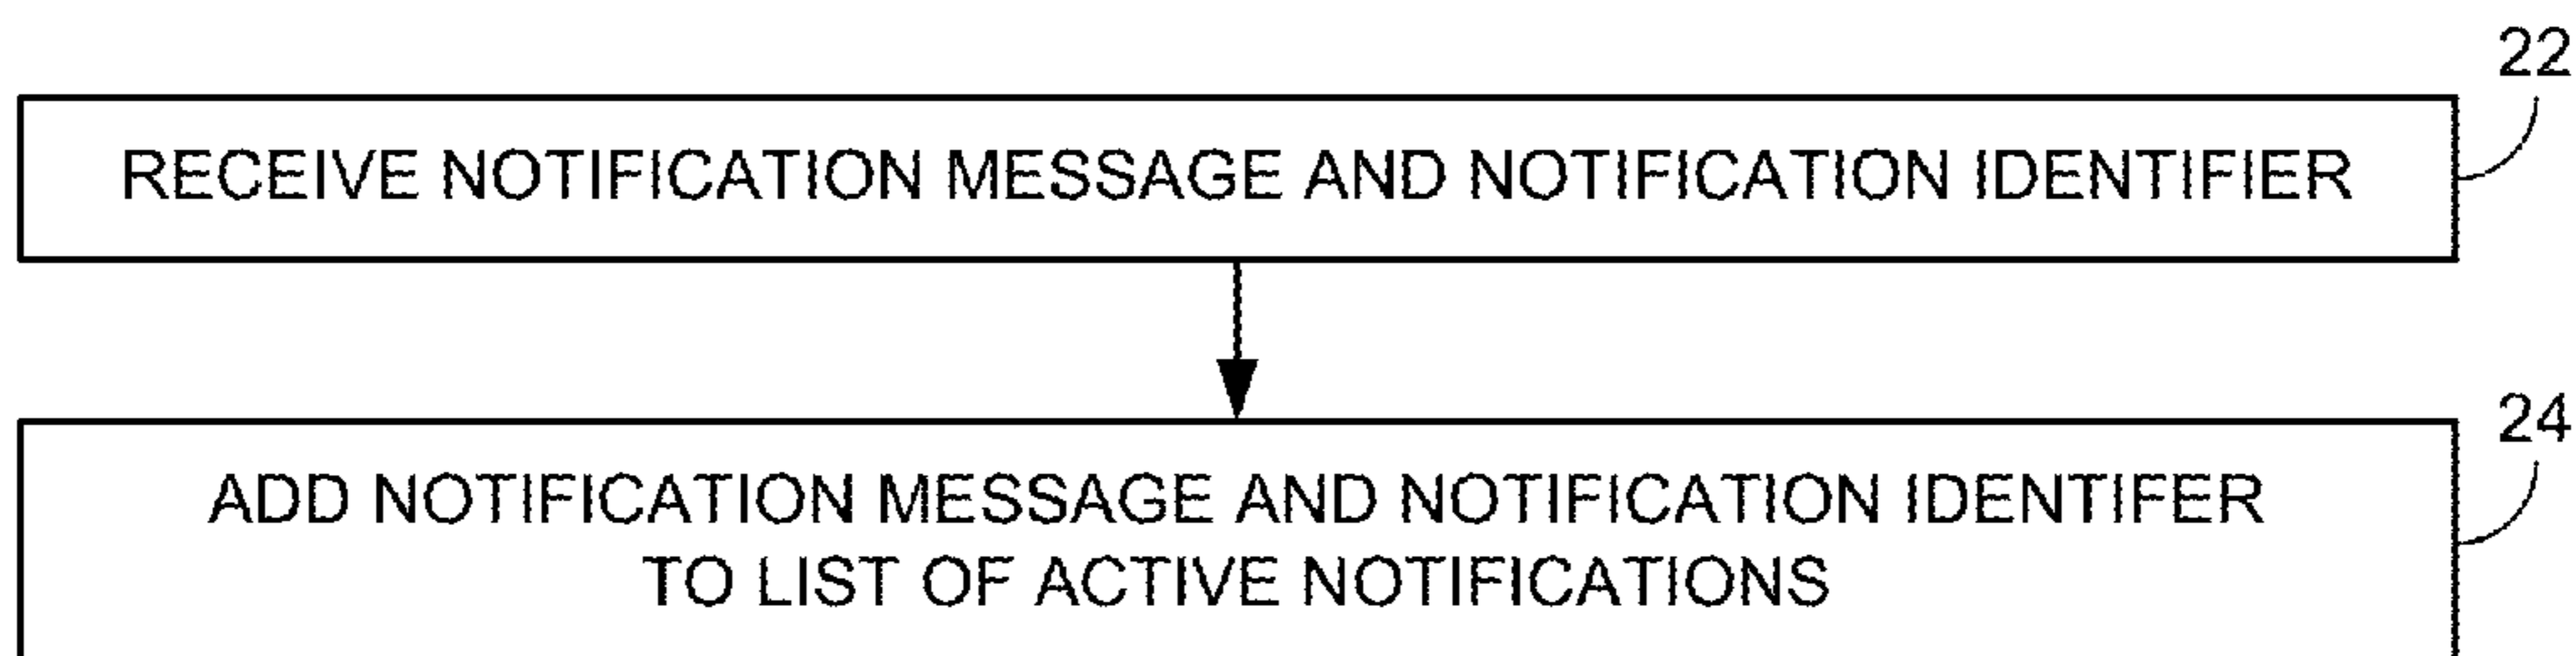 22
RECEIVE NOTIFICATION MESSAGE AND NOTIFICATION IDENTIFIER
24
ADD NOTIFICATION MESSAGE AND NOTIFICATION IDENTIFER
TO LIST OF ACTIVE NOTIFICATIONS